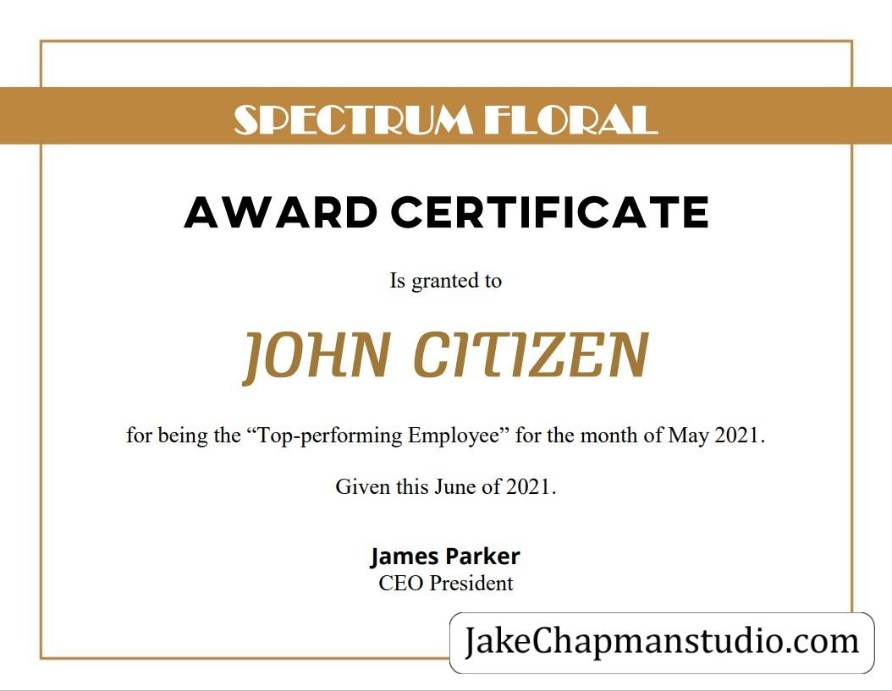 SPECTRUM FLORAL
AWARD CERTIFICATE
Is granted to
JOHN CITIZEN
for being the “Top-performing Employee” for the month of May 2021.
Given this June of 2021.
James Parker
CEO President
JakeChapmanstudio.com